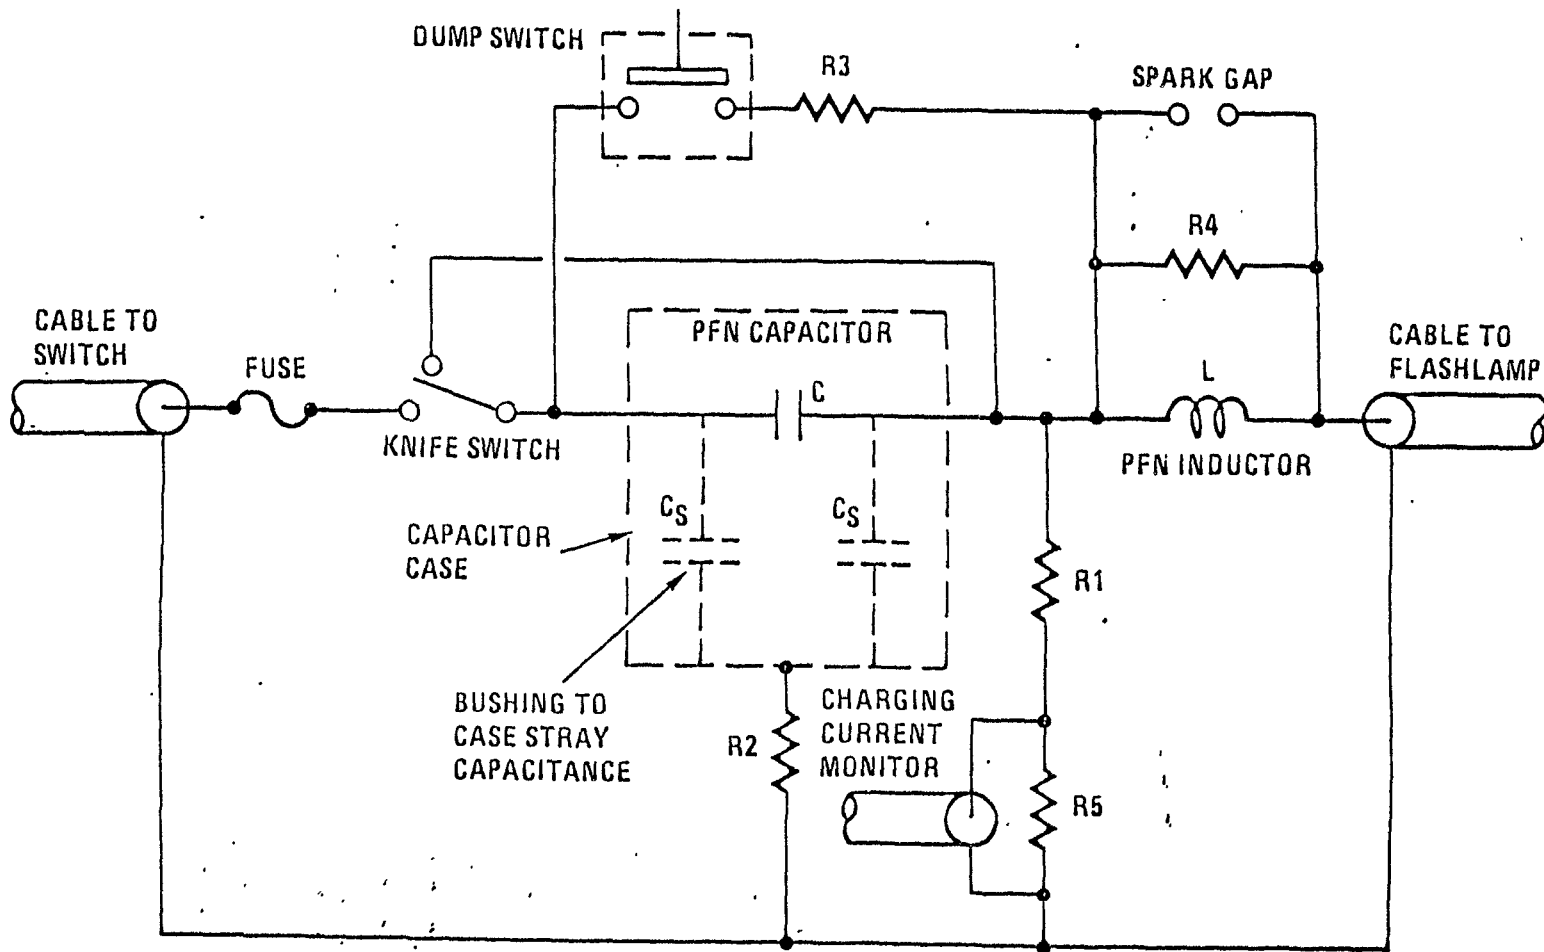 DUMP SWITCH
R3
SPARK GAP
R4
CABLE TO
SWITCH
FUSE
KNIFE SWITCH
PFN CAPACITOR
C
L
CABLE TO
FLASHLAMP
PFN INDUCTOR
CS
CS
CAPACITOR
CASE
R1
BUSHING TO
CASE STRAY
CAPACITANCE
R2
CHARGING
CURRENT
MONITOR
R5